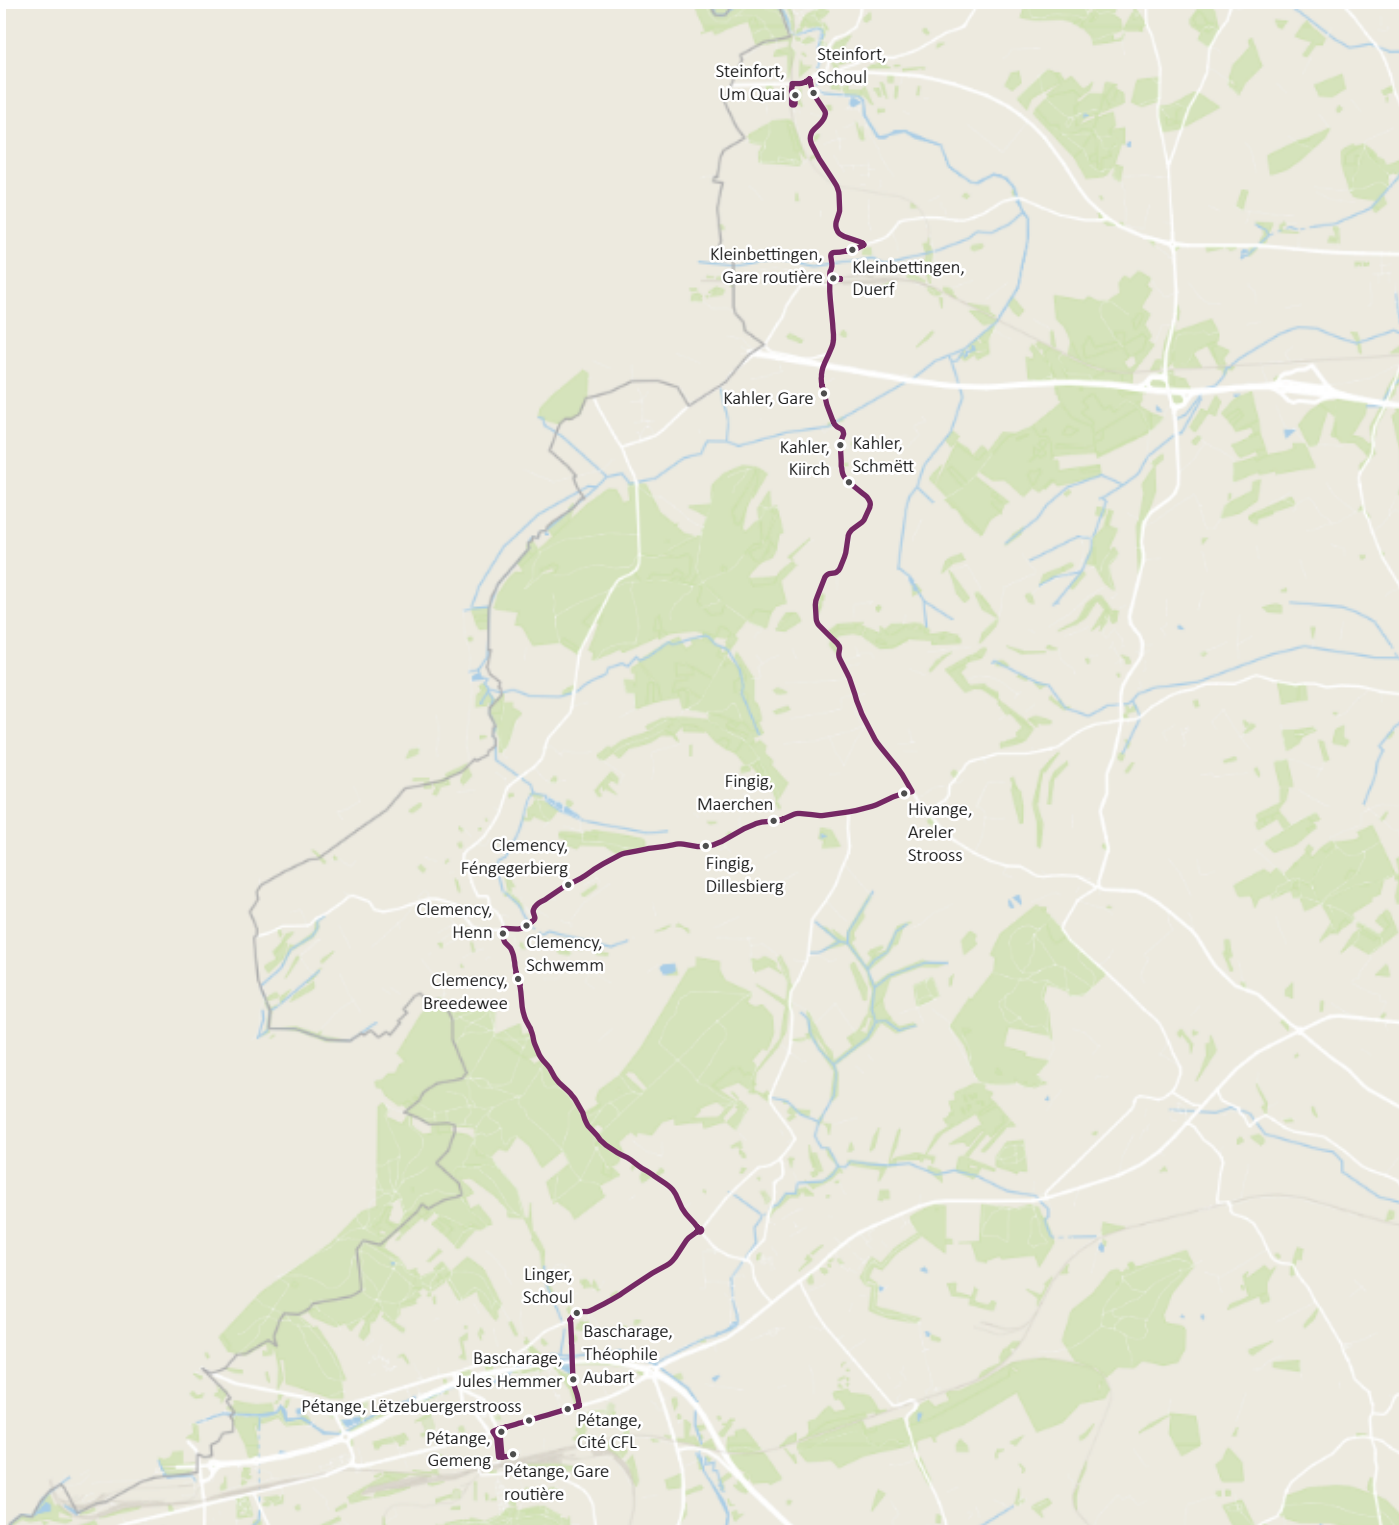 Steinfort,
Schoul
Steinfort,
Um Quai
Kleinbettingen,
Gare routière
Kleinbettingen,
Duerf
Kahler, Gare
Kahler,
Kiirch
Kahler,
Schmëtt
Fingig,
Maerchen
Hivange,
Areler
Strooss
Clemency,
Féngegerbierg
Fingig,
Dillesbierg
Clemency,
Henn
Clemency,
Schwemm
Clemency,
Breedewee
Linger,
Schoul
Bascharage,
Théophile
Aubart
Bascharage,
Jules Hemmer
Pétange, Lëtzebuergerstrooss
Pétange,
Cité CFL
Pétange,
Gemeng
Pétange, Gare
routière